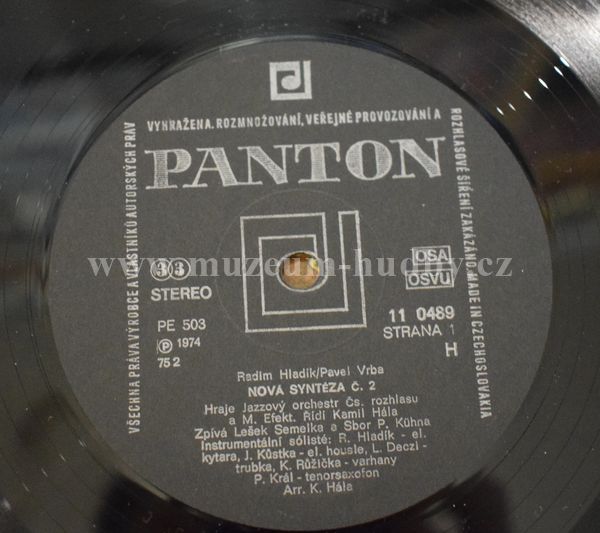 VYHRAŽENA. ROZMNOŽOVÁNÍ, VEŘEJNÉ PROVOZOVÁNÍ A
ROZHLASOVÉ ŠÍŘENÍ ZAKÁZÁNO. MADE IN CZECHOSLOVAKIA
VŠECHNA PRÁVA VÝROBCE A VLASTNÍKŮ AUTORSKÝCH PRÁV
PANTON
www.muzeum-hudby.cz
33
STEREO
PE 503
Ⓟ 1974
75 2
OSA
OSVU
11 0489
STRANA 1
H
Radim Hladík/Pavel Vrba
NOVÁ SYNTÉZA Č. 2
Hraje Jazzový orchestr Čs. rozhlasu
a M. Efekt. Řídí Kamil Hála
Zpívá Lešek Semelka a Sbor P. Kühna
Instrumentální sólisté: R. Hladík - el.
kytara, J. Kůstka - el. housle, L. Deczi -
trubka, K. Růžička - varhany
P. Král - tenorsaxofon
Arr. K. Hála